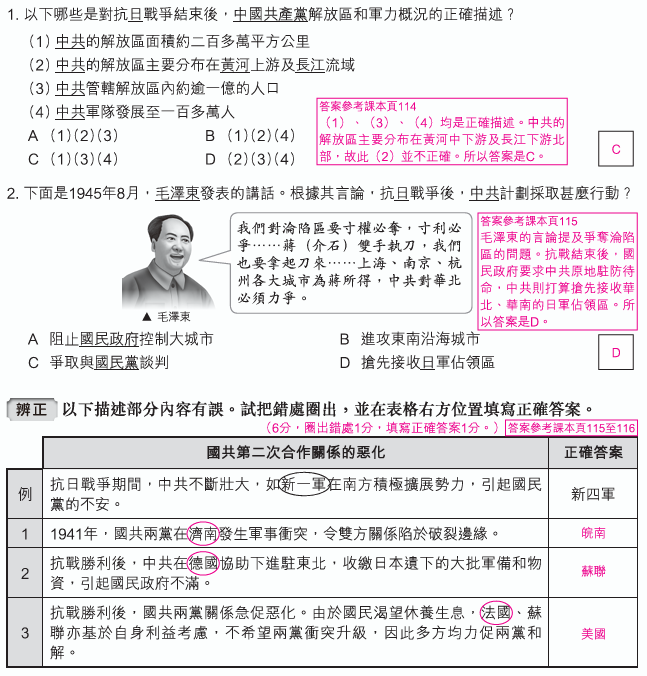 1. 以下哪些是對抗日戰爭結束後，中國共產黨解放區和軍力概況的正確描述？
（1）中共的解放區面積約二百多萬平方公里
（2）中共的解放區主要分布在黃河上游及長江流域
（3）中共管轄解放區內約逾一億的人口
（4）中共軍隊發展至一百多萬人
A （1）（2）（3）
B （1）（2）（4）
C （1）（3）（4）
D （2）（3）（4）
答案參考課本頁114
（1）、（3）、（4）均是正確描述。中共的
解放區主要分布在黃河中下游及長江下游北
部，故此（2）並不正確。所以答案是C。
C
2. 下面是1945年8月，毛澤東發表的講話。根據其言論，抗日戰爭後，中共計劃採取甚麼行動？
我們對淪陷區要寸權必奪，寸利必
爭……蔣（介石）雙手執刀，我們
也要拿起刀來……上海、南京、杭
州各大城市為蔣所得，中共對華北
必須力爭。
▲ 毛澤東
答案參考課本頁115
毛澤東的言論提及爭奪淪陷
區的問題。抗戰結束後，國
民政府要求中共原地駐防待
命，中共則打算搶先接收華
北、華南的日軍佔領區。所
以答案是D。
A 阻止國民政府控制大城市
B 進攻東南沿海城市
C 爭取與國民黨談判
D 搶先接收日軍佔領區
D
辨正 以下描述部分內容有誤。試把錯處圈出，並在表格右方位置填寫正確答案。
（6分，圈出錯處1分，填寫正確答案1分。） 答案參考課本頁115至116
國共第二次合作關係的惡化
正確答案
例
抗日戰爭期間，中共不斷壯大，如新一軍在南方積極擴展勢力，引起國民
黨的不安。
新四軍
1
1941年，國共兩黨在濟南發生軍事衝突，令雙方關係陷於破裂邊緣。
皖南
2
抗戰勝利後，中共在德國協助下進駐東北，收繳日本遺下的大批軍備和物
資，引起國民政府不滿。
蘇聯
3
抗戰勝利後，國共兩黨關係急促惡化。由於國民渴望休養生息，法國、蘇
聯亦基於自身利益考慮，不希望兩黨衝突升級，因此多方均力促兩黨和
解。
美國